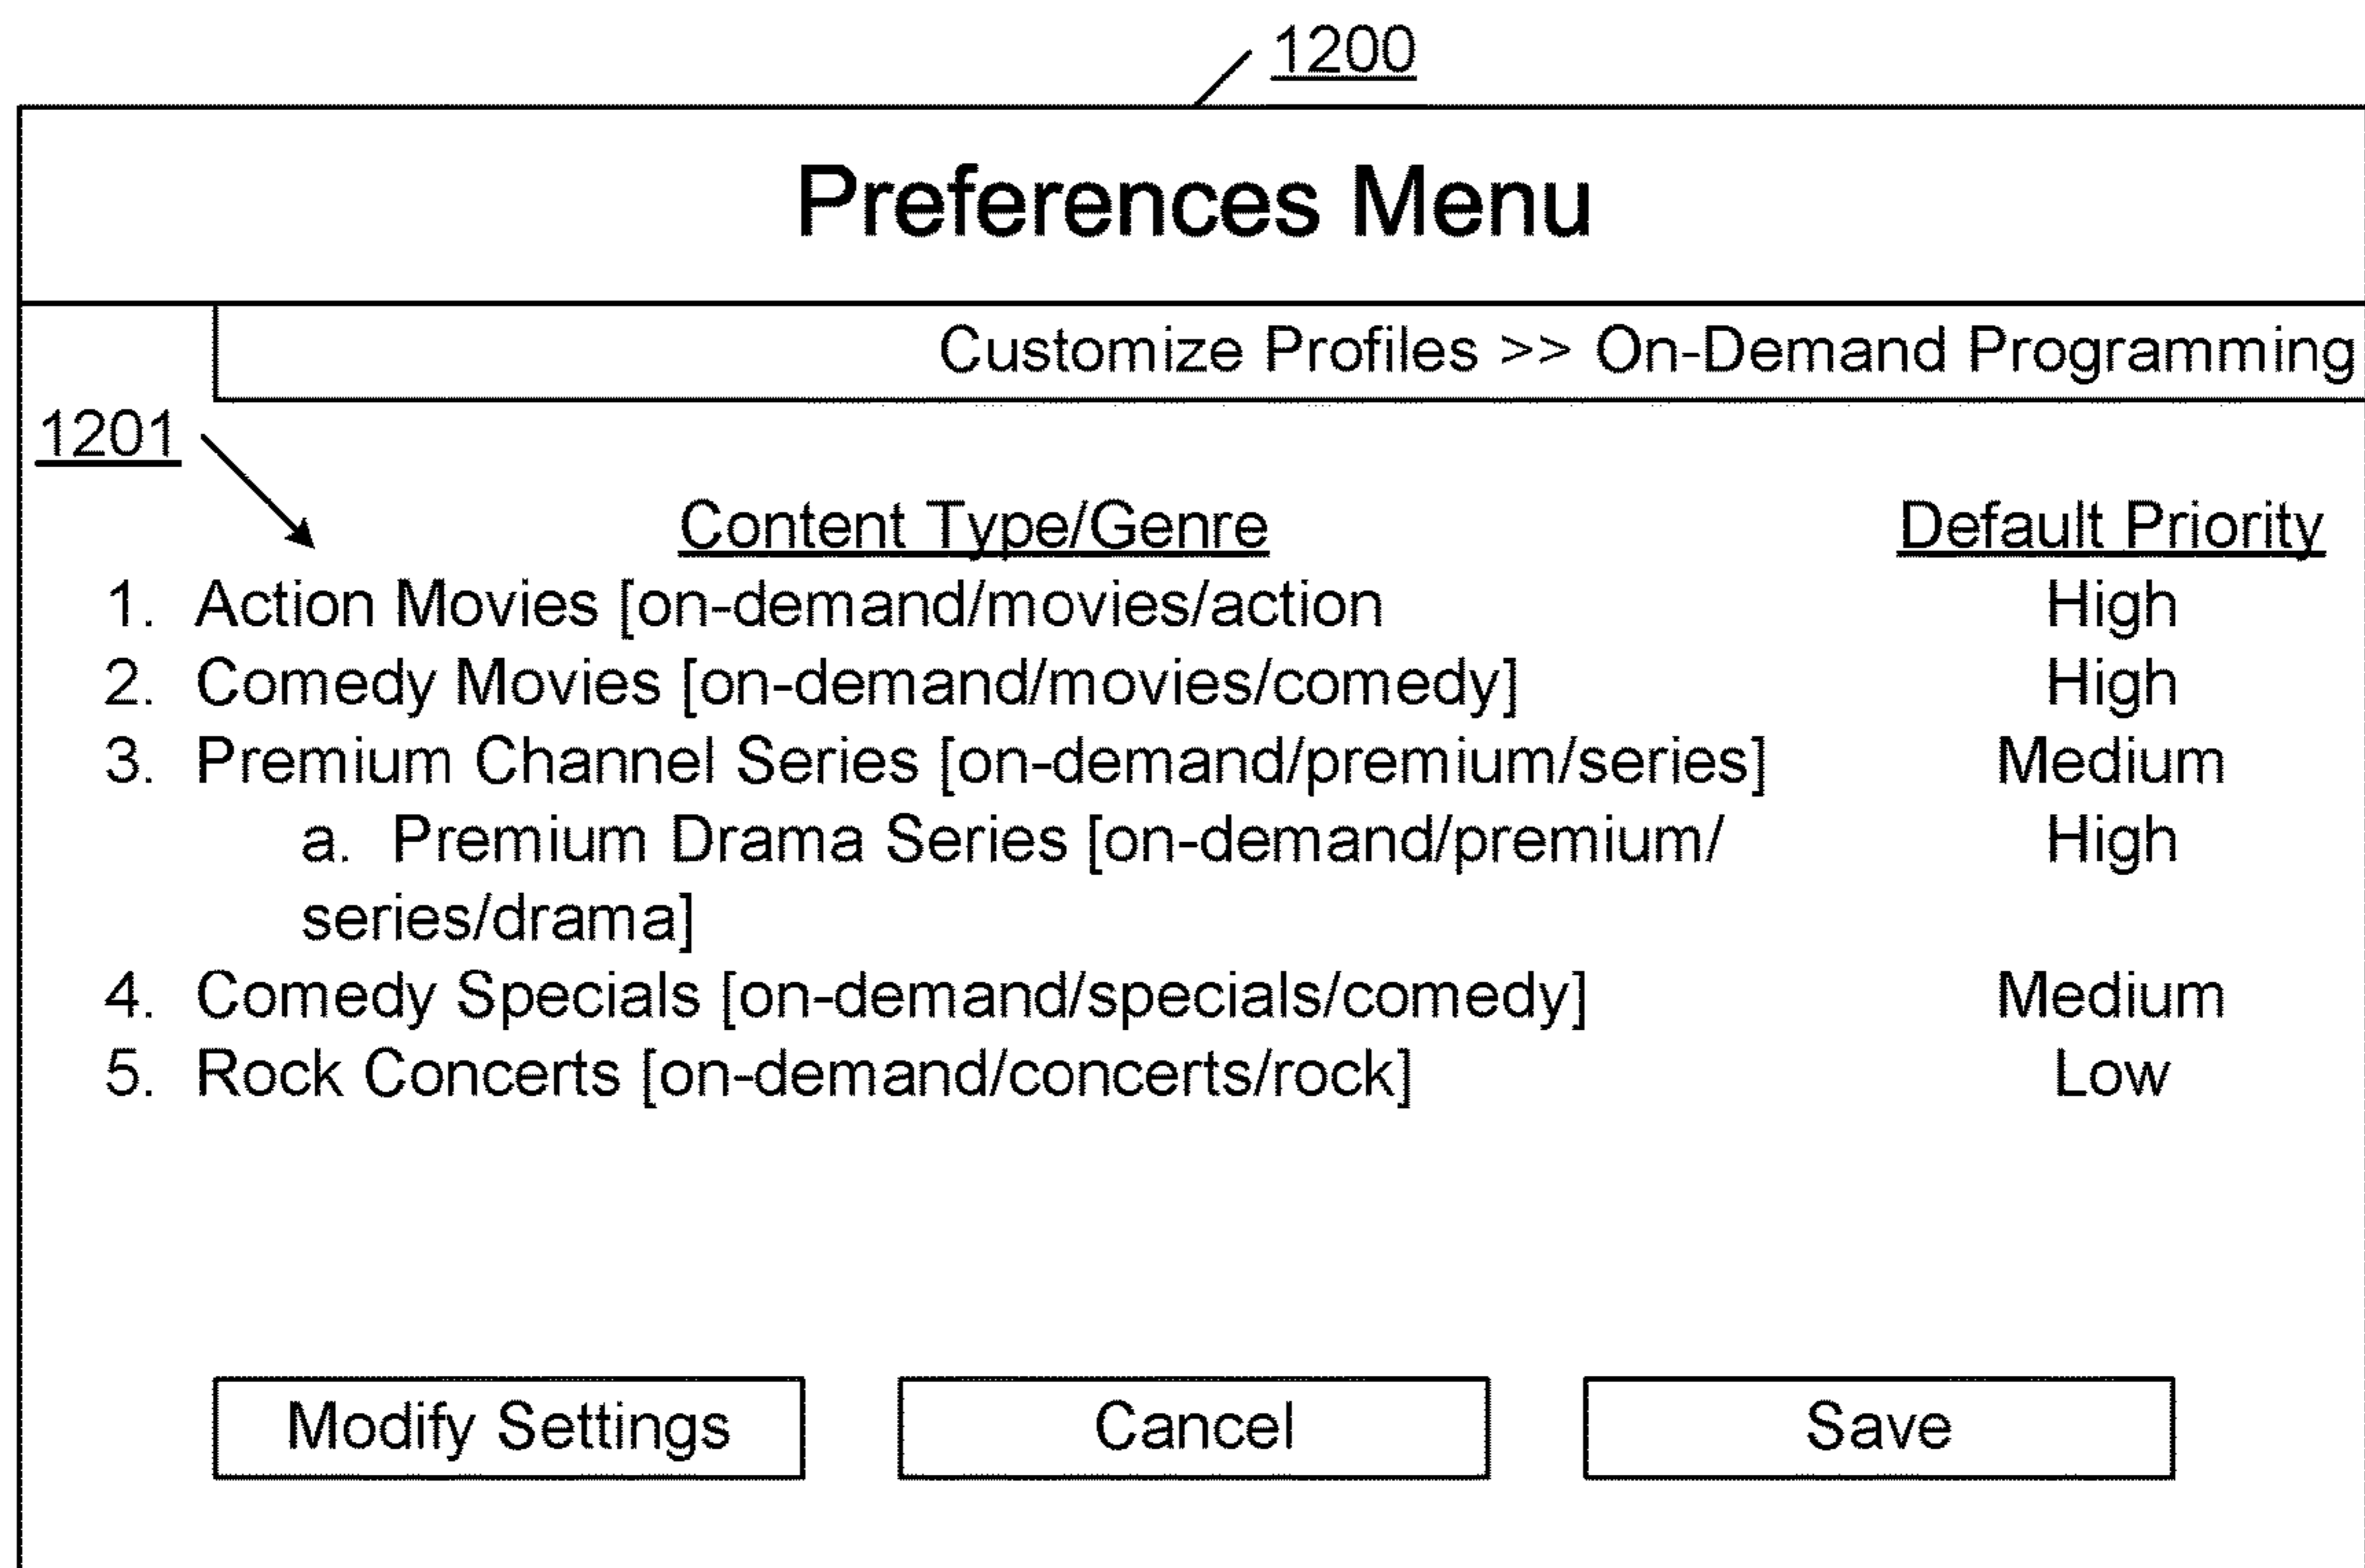 1200
Preferences Menu
Customize Profiles >> On-Demand Programming
1201
Content Type/Genre Default Priority
1. Action Movies [on-demand/movies/action High
2. Comedy Movies [on-demand/movies/comedy] High
3. Premium Channel Series [on-demand/premium/series] Medium
a. Premium Drama Series [on-demand/premium/ High
series/drama]
4. Comedy Specials [on-demand/specials/comedy] Medium
5. Rock Concerts [on-demand/concerts/rock] Low
Modify Settings Cancel Save